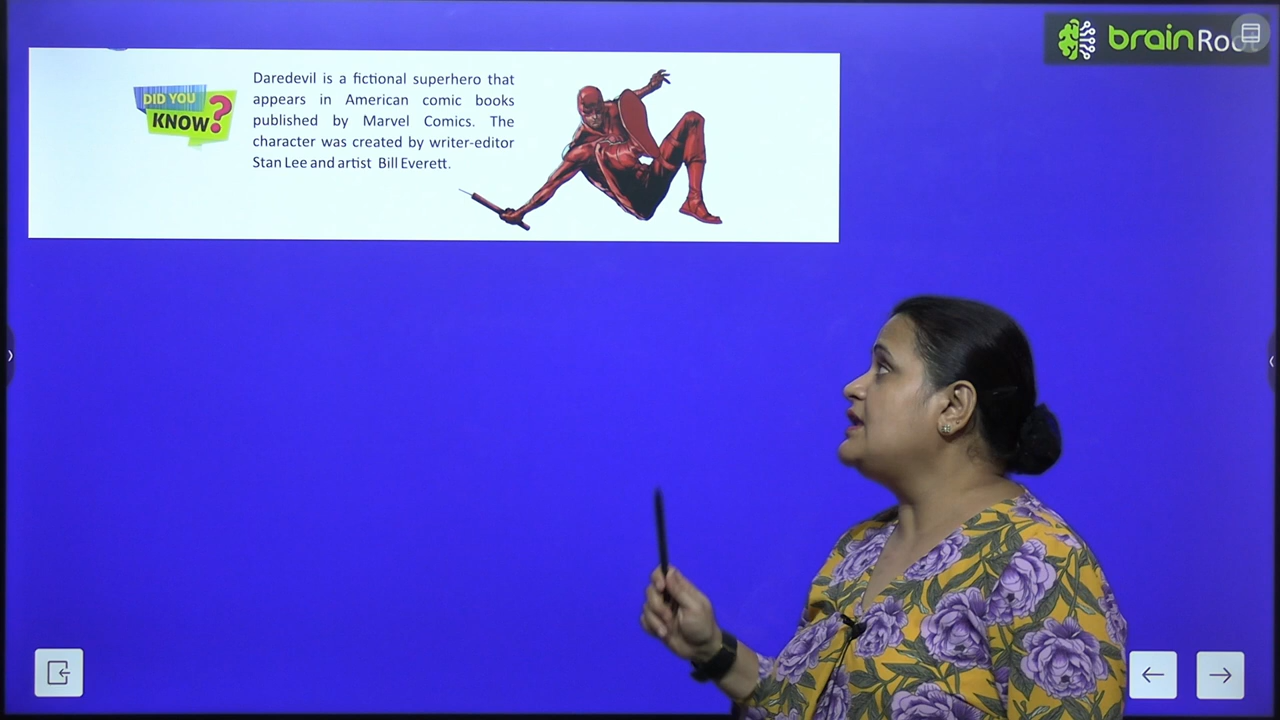 brainRoot
DID YOU
KNOW?
Daredevil is a fictional superhero that
appears in American comic books
published by Marvel Comics. The
character was created by writer-editor
Stan Lee and artist Bill Everett.